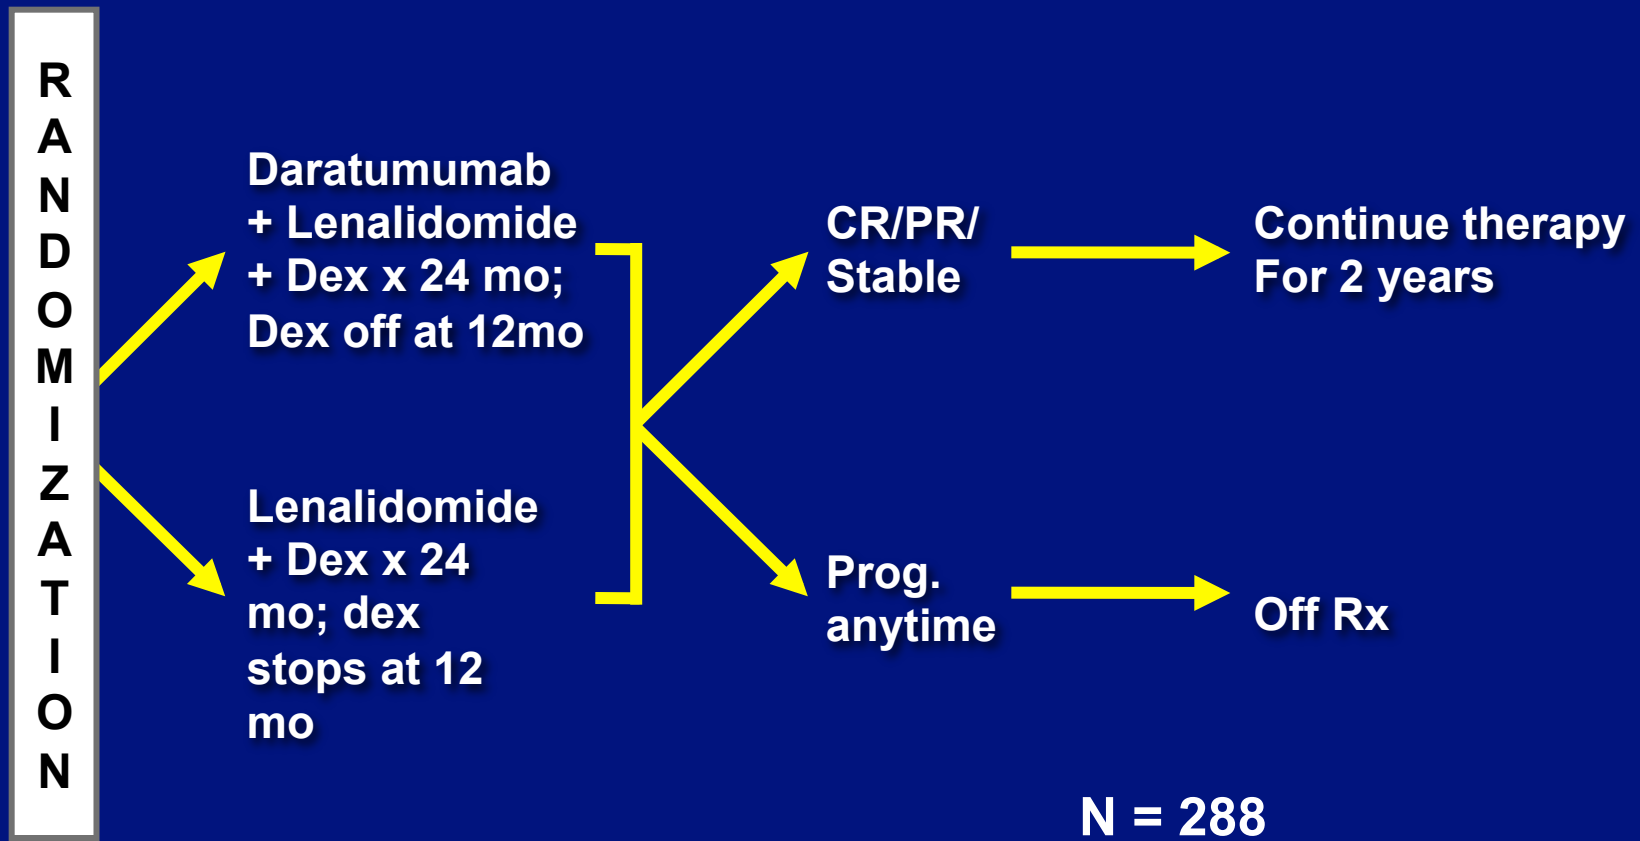 RANDOMIZATION
Daratumumab
+ Lenalidomide
+ Dex x 24 mo;
Dex off at 12mo
Lenalidomide
+ Dex x 24
mo; dex
stops at 12
mo
CR/PR/
Stable
Prog.
anytime
Continue therapy
For 2 years
Off Rx
N = 288